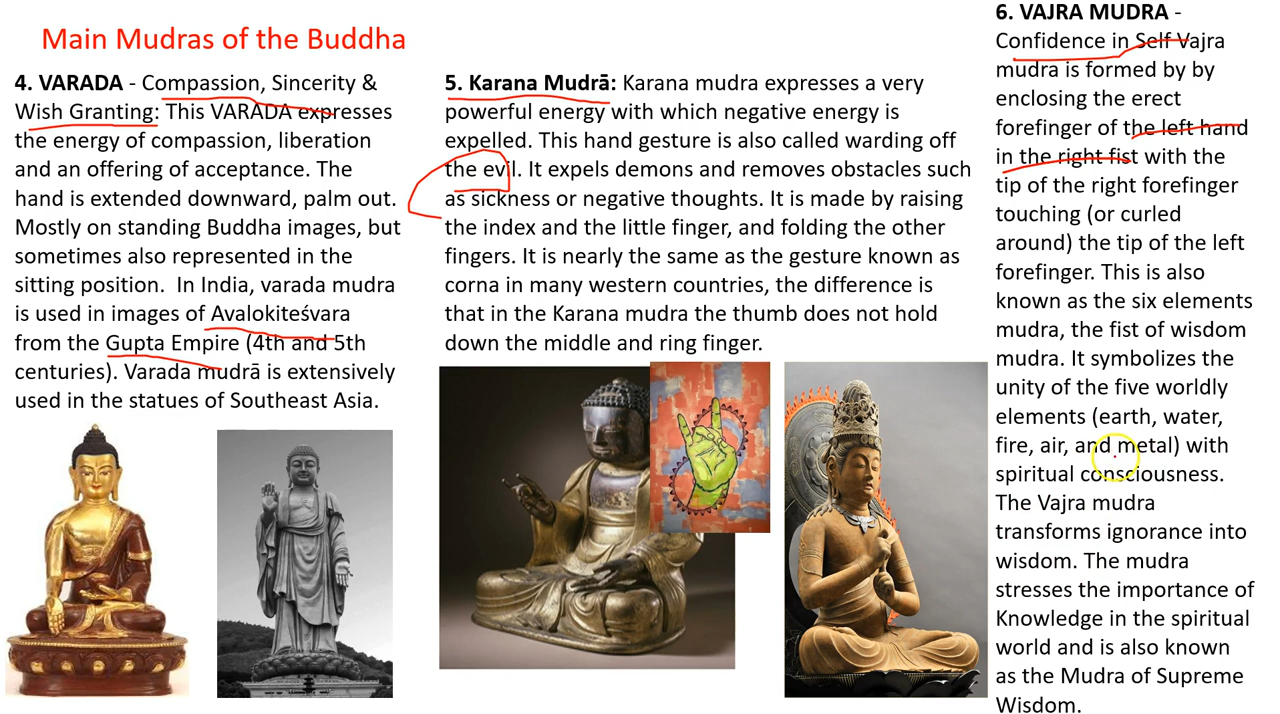 Main Mudras of the Buddha
4. VARADA - Compassion, Sincerity &
Wish Granting: This VARADA expresses
the energy of compassion, liberation
and an offering of acceptance. The
hand is extended downward, palm out.
Mostly on standing Buddha images, but
sometimes also represented in the
sitting position.  In India, varada mudra
is used in images of Avalokiteśvara
from the Gupta Empire (4th and 5th
centuries). Varada mudrā is extensively
used in the statues of Southeast Asia.
5. Karana Mudrā: Karana mudra expresses a very
powerful energy with which negative energy is
expelled. This hand gesture is also called warding off
the evil. It expels demons and removes obstacles such
as sickness or negative thoughts. It is made by raising
the index and the little finger, and folding the other
fingers. It is nearly the same as the gesture known as
corna in many western countries, the difference is
that in the Karana mudra the thumb does not hold
down the middle and ring finger.
6. VAJRA MUDRA -
Confidence in Self Vajra
mudra is formed by by
enclosing the erect
forefinger of the left hand
in the right fist with the
tip of the right forefinger
touching (or curled
around) the tip of the left
forefinger. This is also
known as the six elements
mudra, the fist of wisdom
mudra. It symbolizes the
unity of the five worldly
elements (earth, water,
fire, air, and metal) with
spiritual consciousness.
The Vajra mudra
transforms ignorance into
wisdom. The mudra
stresses the importance of
Knowledge in the spiritual
world and is also known
as the Mudra of Supreme
Wisdom.